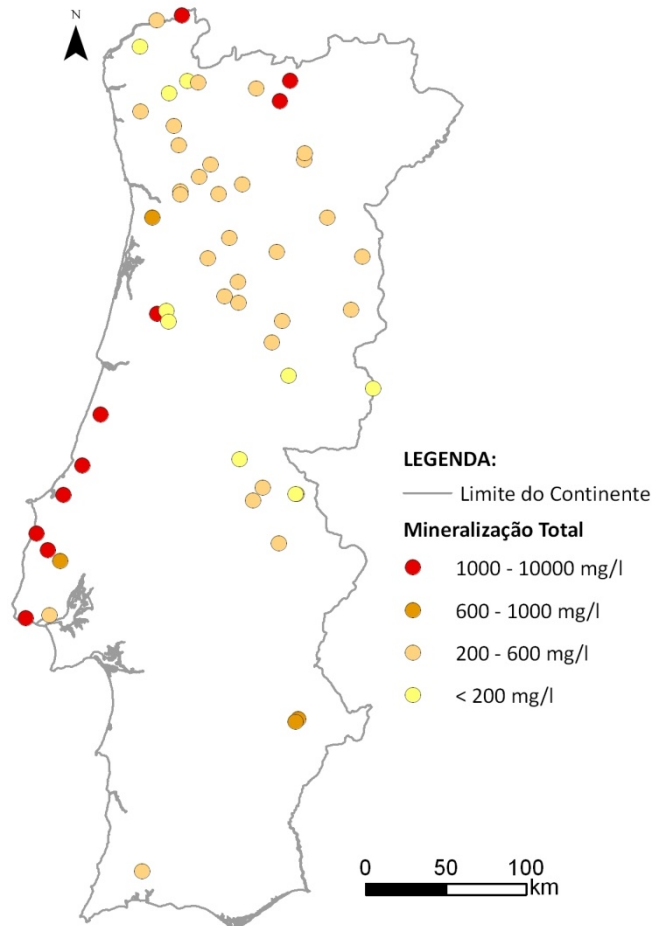 N
LEGENDA:
Limite do Continente
Mineralização Total
1000 - 10000 mg/l
600 - 1000 mg/l
200 - 600 mg/l
< 200 mg/l
0 50 100
km